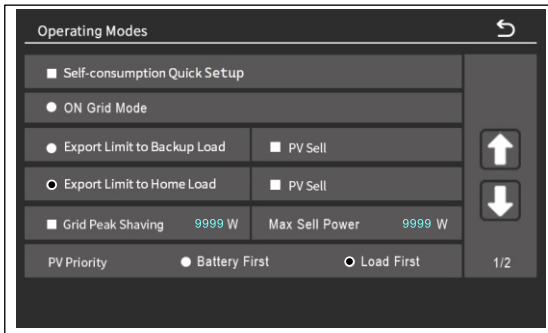 Operating Modes
Self-consumption Quick Setup
ON Grid Mode
Export Limit to Backup Load PV Sell
Export Limit to Home Load PV Sell
Grid Peak Shaving 9999 W Max Sell Power 9999 W
PV Priority Battery First Load First 1/2